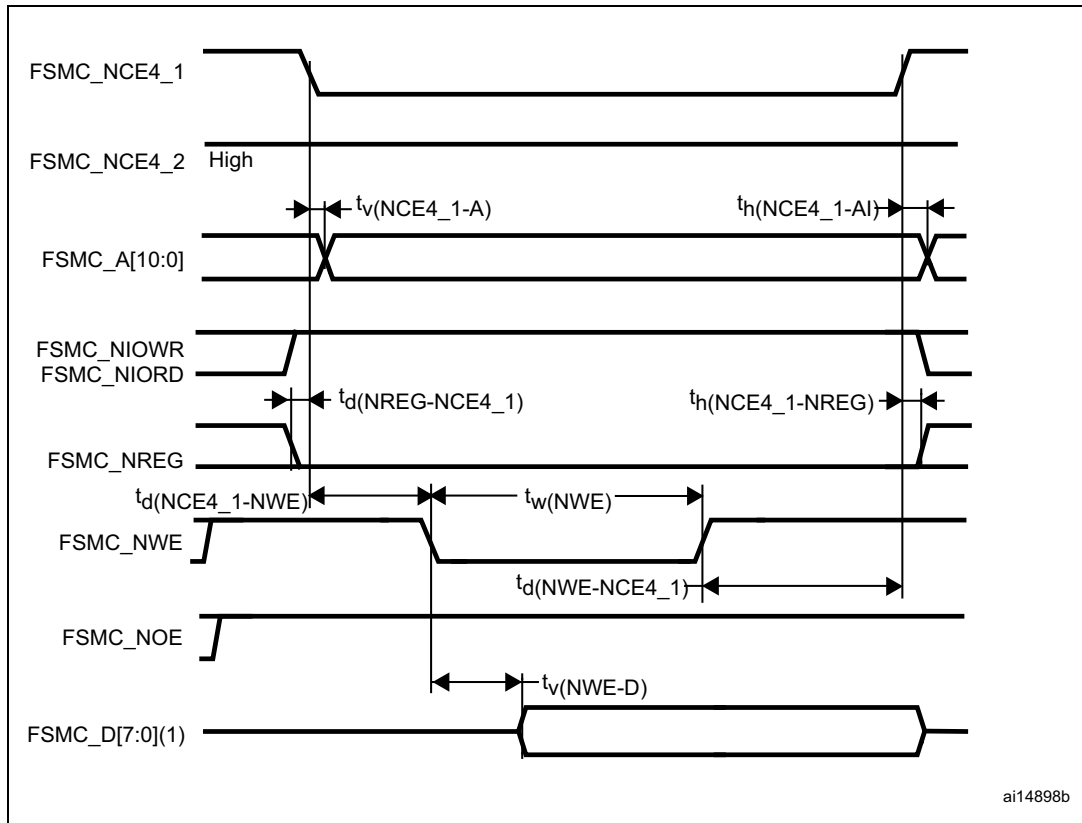 FSMC_NCE4_1
FSMC_NCE4_2 High
tv(NCE4_1-A) th(NCE4_1-AI)
FSMC_A[10:0]
FSMC_NIOWR
FSMC_NIORD
td(NREG-NCE4_1) th(NCE4_1-NREG)
FSMC_NREG
td(NCE4_1-NWE) tw(NWE)
FSMC_NWE
td(NWE-NCE4_1)
FSMC_NOE
tv(NWE-D)
FSMC_D[7:0](1)
ai14898b